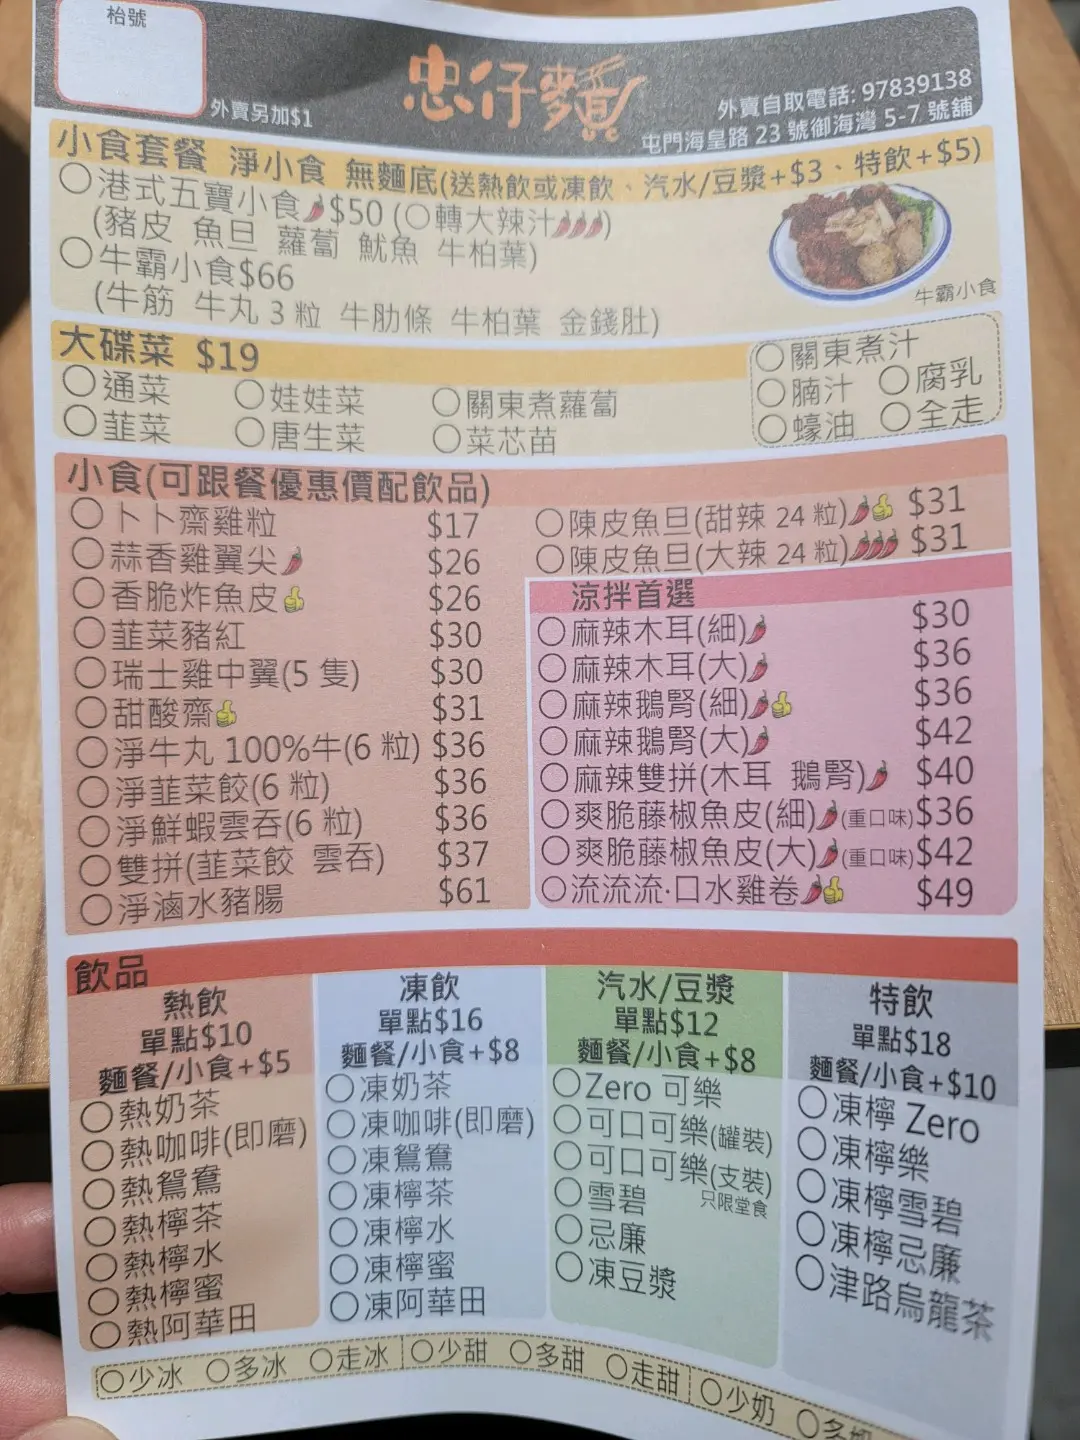 枱號
外賣另加$1
忠仔麥員
外賣自取電話: 97839138
屯門海皇路 23 號御海灣 5-7 號舖
小食套餐 淨小食 無麵底(送熱飲或凍飲、汽水/豆漿+$3、特飲+$5)
港式五寶小食 $50 (轉大辣汁)
(豬皮 魚旦 蘿蔔 魷魚 牛柏葉)
牛霸小食$66
(牛筋 牛丸 3 粒 牛肋條 牛柏葉 金錢肚)
牛霸小食
大碟菜 $19
通菜 娃娃菜 關東煮蘿蔔
韮菜 唐生菜 菜芯苗
關東煮汁
腩汁 腐乳
蠔油 全走
小食(可跟餐優惠價配飲品)
卜卜齋雞粒 $17
蒜香雞翼尖 $26
香脆炸魚皮 $26
韮菜豬紅 $30
瑞士雞中翼(5 隻) $30
甜酸齋 $31
淨牛丸 100%牛(6 粒) $36
淨韮菜餃(6 粒) $36
淨鮮蝦雲吞(6 粒) $36
雙拼(韮菜餃 雲吞) $37
淨滷水豬腸 $61
陳皮魚旦(甜辣 24 粒) $31
陳皮魚旦(大辣 24 粒) $31
涼拌首選
麻辣木耳(細) $30
麻辣木耳(大) $36
麻辣鵝腎(細) $36
麻辣鵝腎(大) $42
麻辣雙拼(木耳 鵝腎) $40
爽脆藤椒魚皮(細) (重口味) $36
爽脆藤椒魚皮(大) (重口味) $42
流流流·口水雞卷 $49
飲品
熱飲
單點$10
麵餐/小食+$5
熱奶茶
熱咖啡(即磨)
熱鴛鴦
熱檸茶
熱檸水
熱檸蜜
熱阿華田
凍飲
單點$16
麵餐/小食+$8
凍奶茶
凍咖啡(即磨)
凍鴛鴦
凍檸茶
凍檸水
凍檸蜜
凍阿華田
汽水/豆漿
單點$12
麵餐/小食+$8
Zero 可樂
可口可樂(罐裝)
可口可樂(支裝)
只限堂食
雪碧
忌廉
凍豆漿
特飲
單點$18
麵餐/小食+$10
凍檸 Zero
凍檸樂
凍檸雪碧
凍檸忌廉
津路烏龍茶
少冰 多冰 走冰 少甜 多甜 走甜 少奶 多奶